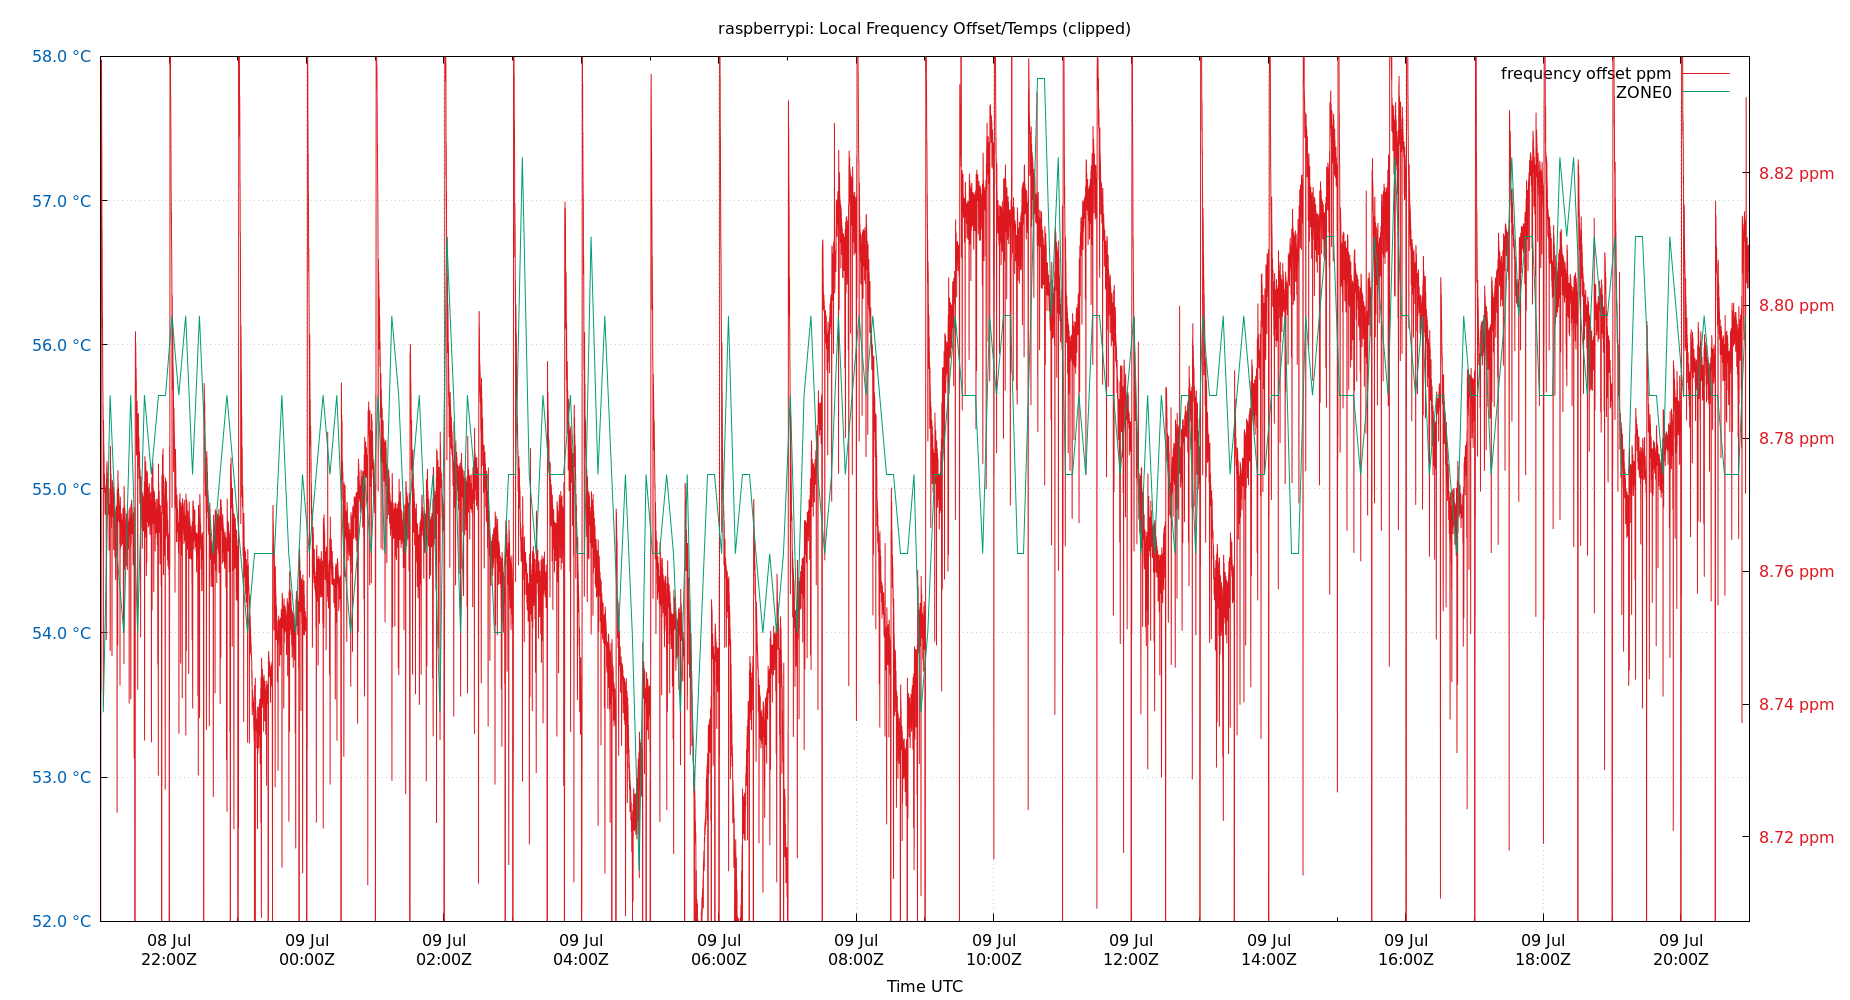 raspberrypi: Local Frequency Offset/Temps (clipped)
58.0 °C
57.0 °C
56.0 °C
55.0 °C
54.0 °C
53.0 °C
52.0 °C
frequency offset ppm
ZONE0
8.82 ppm
8.80 ppm
8.78 ppm
8.76 ppm
8.74 ppm
8.72 ppm
08 Jul 09 Jul 09 Jul 09 Jul 09 Jul 09 Jul 09 Jul 09 Jul 09 Jul 09 Jul 09 Jul 09 Jul
22:00Z 00:00Z 02:00Z 04:00Z 06:00Z 08:00Z 10:00Z 12:00Z 14:00Z 16:00Z 18:00Z 20:00Z
Time UTC